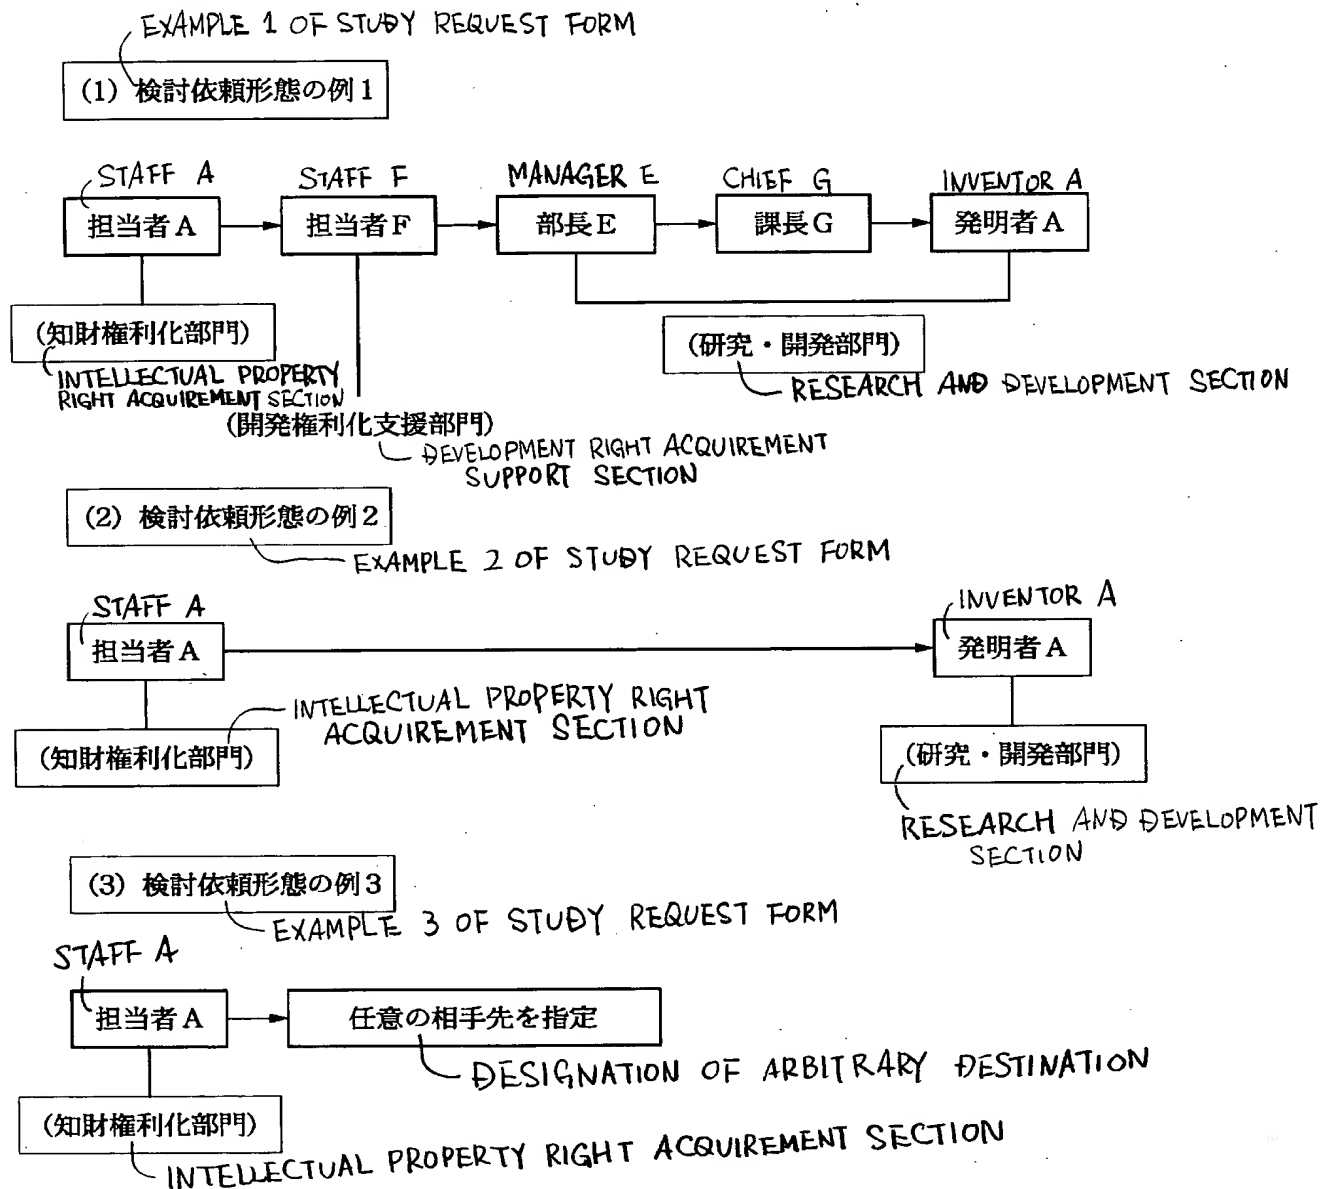 EXAMPLE 1 OF STUDY REQUEST FORM
(1) 検討依頼形態の例1
STAFF A
STAFF F
MANAGER E
CHIEF G
INVENTOR A
担当者A
担当者F
部長E
課長G
発明者A
(知財権利化部門)
INTELLECTUAL PROPERTY
RIGHT ACQUIREMENT SECTION
(研究・開発部門)
RESEARCH AND DEVELOPMENT SECTION
(開発権利化支援部門)
DEVELOPMENT RIGHT ACQUIREMENT
SUPPORT SECTION
(2) 検討依頼形態の例2
EXAMPLE 2 OF STUDY REQUEST FORM
STAFF A
INVENTOR A
担当者A
発明者A
INTELLECTUAL PROPERTY RIGHT
ACQUIREMENT SECTION
(知財権利化部門)
(研究・開発部門)
RESEARCH AND DEVELOPMENT
SECTION
(3) 検討依頼形態の例3
EXAMPLE 3 OF STUDY REQUEST FORM
STAFF A
担当者A
任意の相手先を指定
DESIGNATION OF ARBITRARY DESTINATION
(知財権利化部門)
INTELLECTUAL PROPERTY RIGHT ACQUIREMENT SECTION